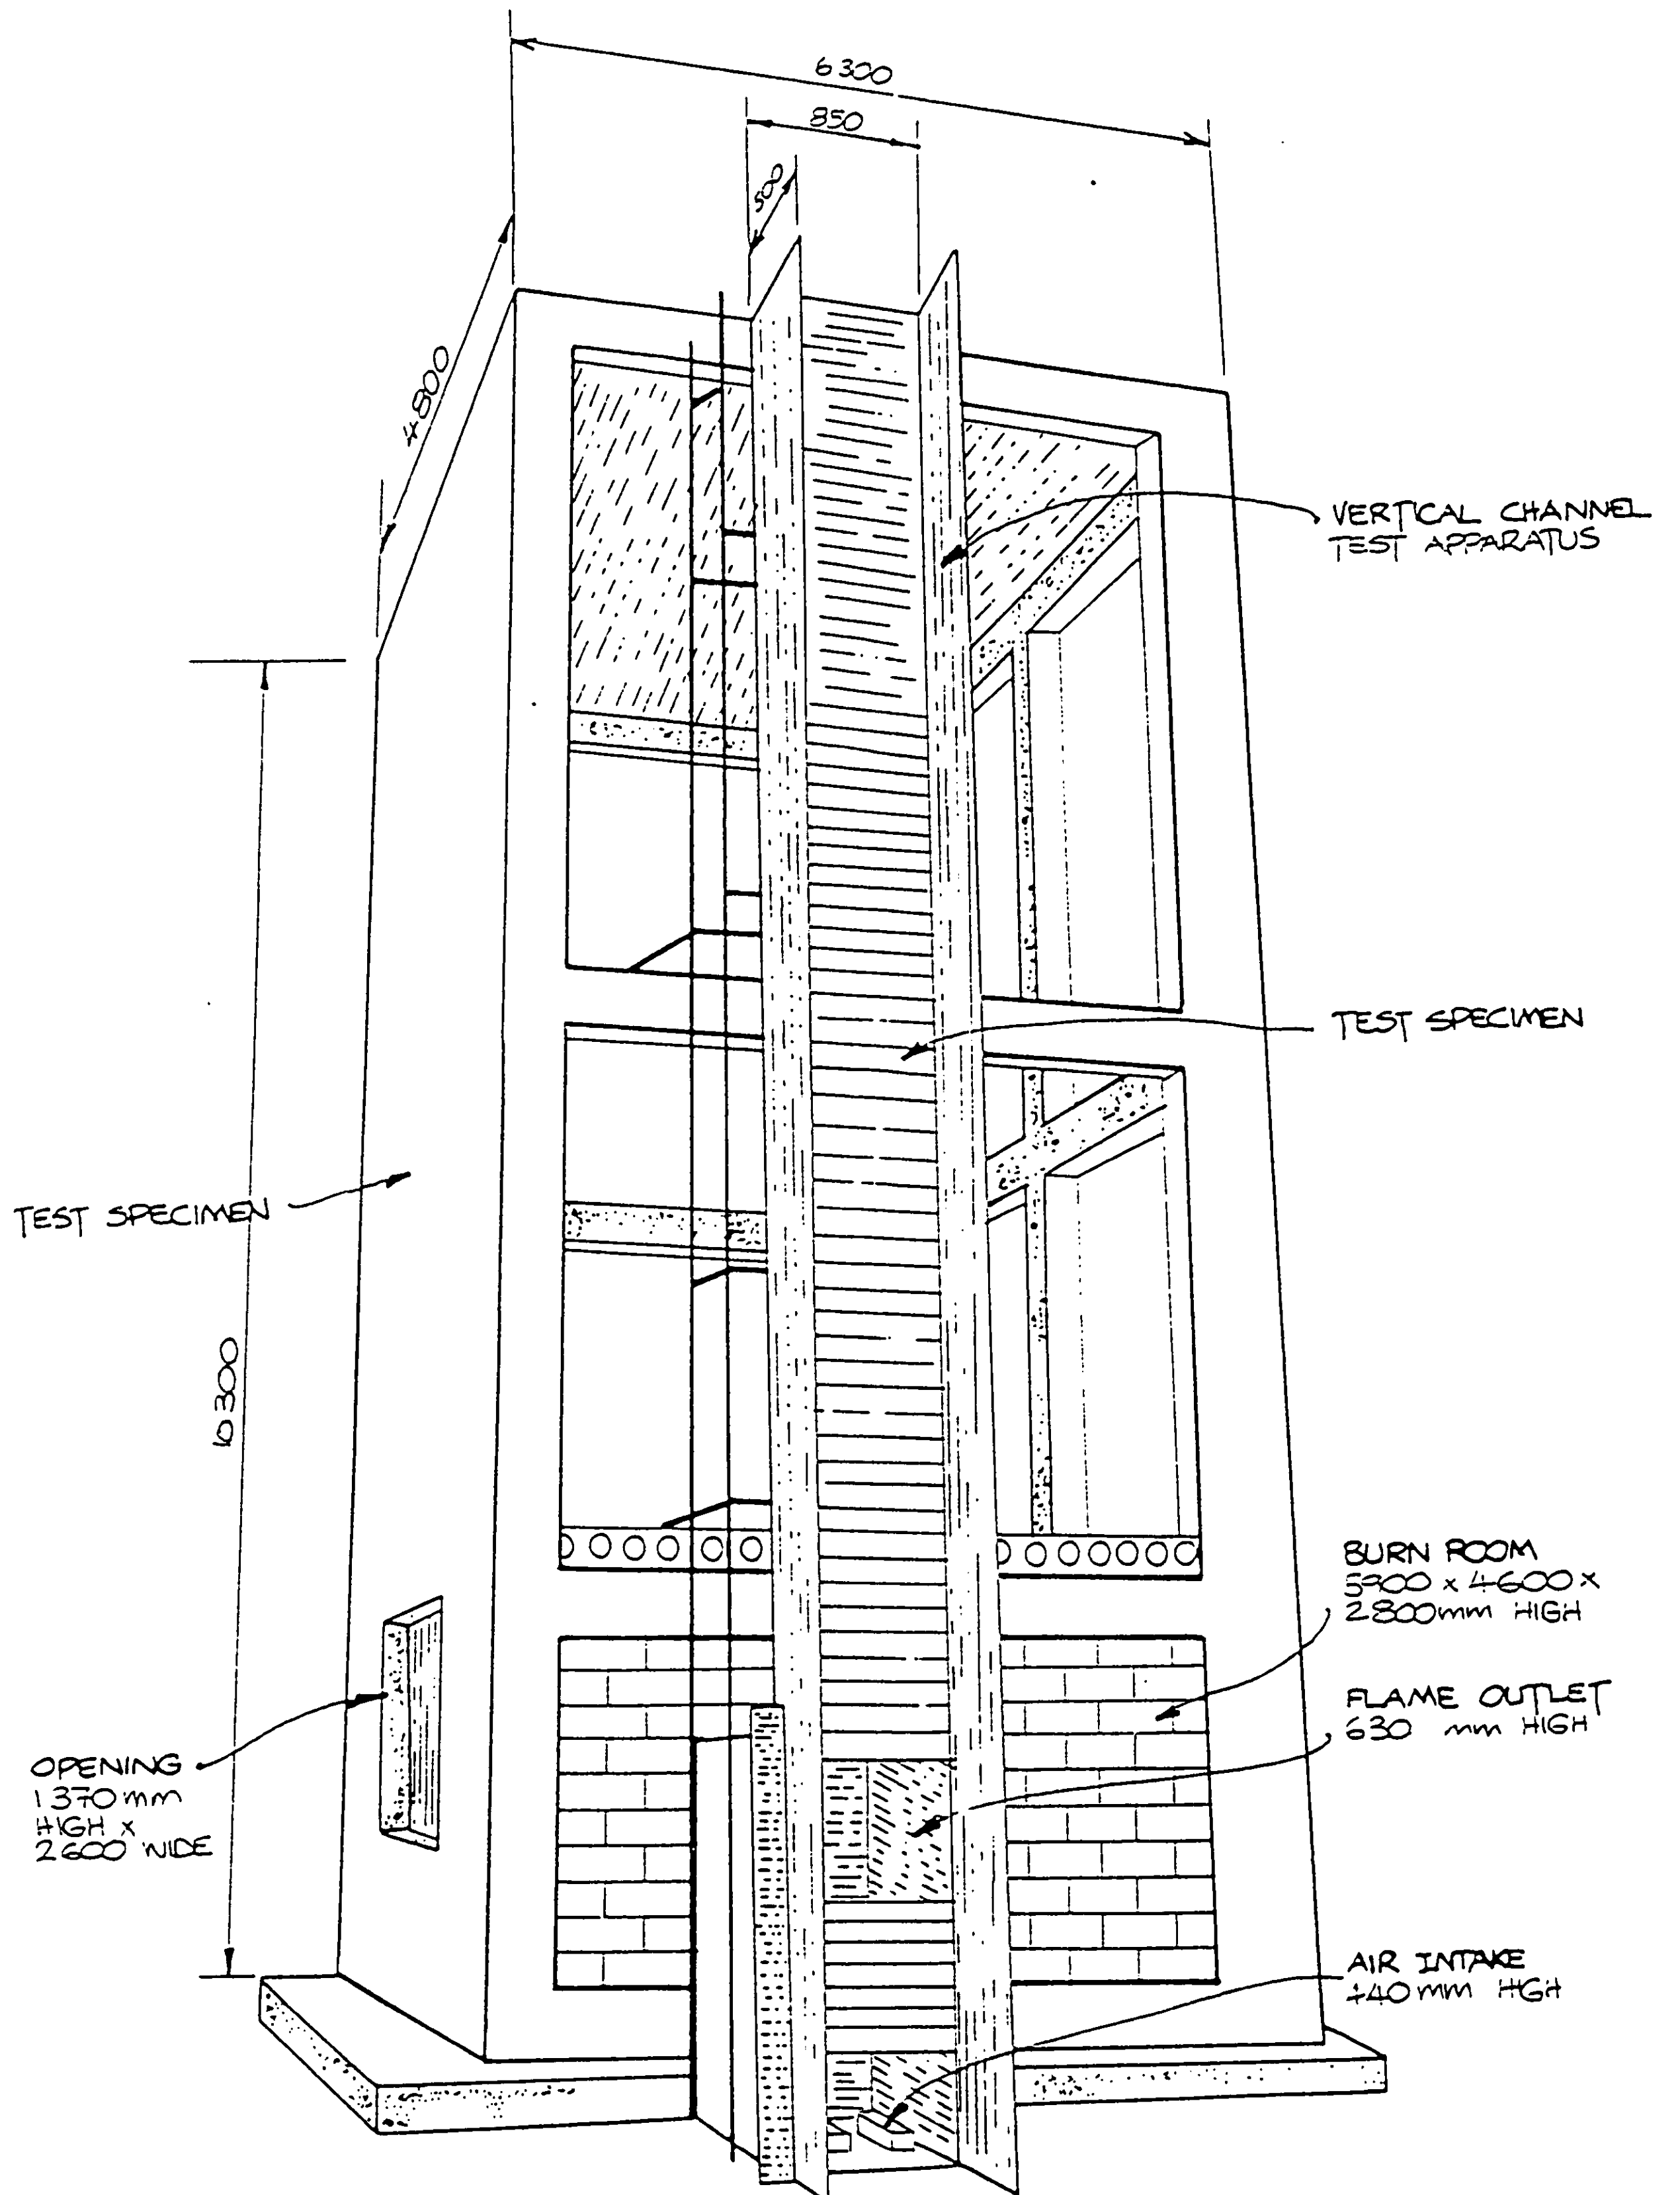 6300
850
500
4800
VERTICAL CHANNEL
TEST APPARATUS
TEST SPECIMEN
TEST SPECIMEN
10300
BURN ROOM
5900 x 4600 x
2800mm HIGH
FLAME OUTLET
630 mm HIGH
OPENING
1370mm
HIGH x
2600 WIDE
AIR INTAKE
440mm HIGH